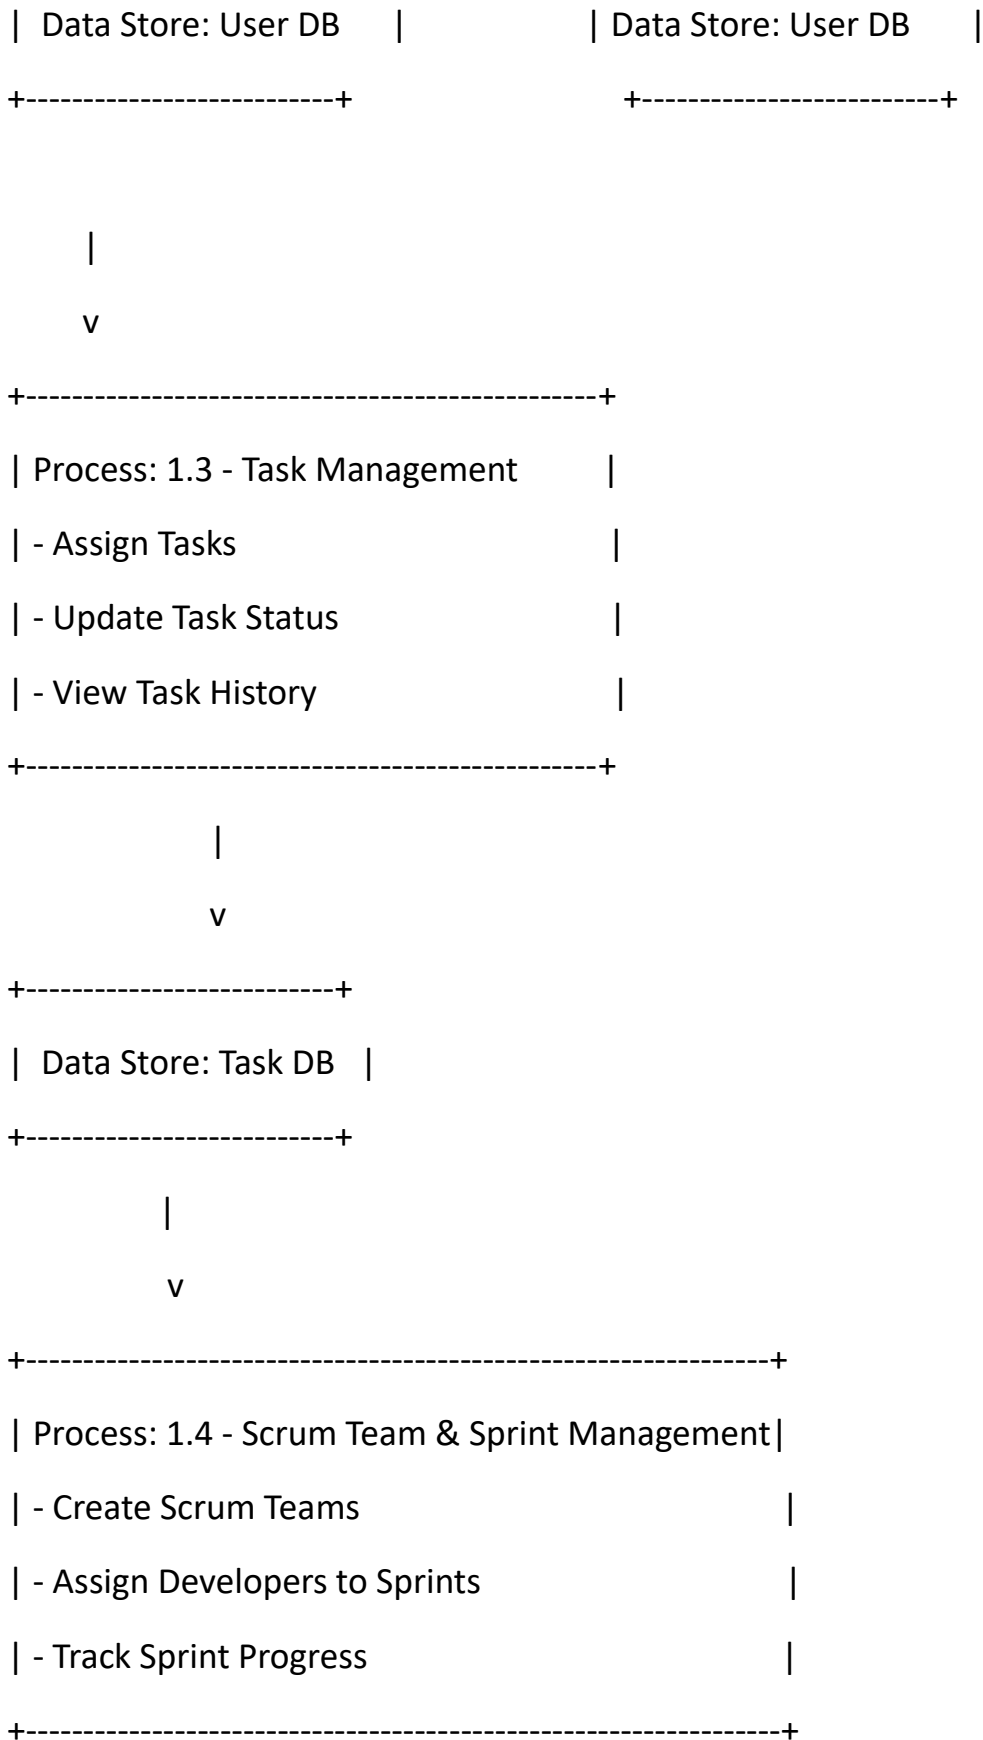 |  Data Store: User DB      |                    | Data Store: User DB       |
+---------------------------+                              +--------------------------+
|
v
+--------------------------------------------------+
| Process: 1.3 - Task Management          |
| - Assign Tasks                                          |
| - Update Task Status                              |
| - View Task History                                 |
+--------------------------------------------------+
|
v
+---------------------------+
|  Data Store: Task DB   |
+---------------------------+
|
v
+-----------------------------------------------------------------+
| Process: 1.4 - Scrum Team & Sprint Management|
| - Create Scrum Teams                                                |
| - Assign Developers to Sprints                                   |
| - Track Sprint Progress                                                |
+------------------------------------------------------------------+